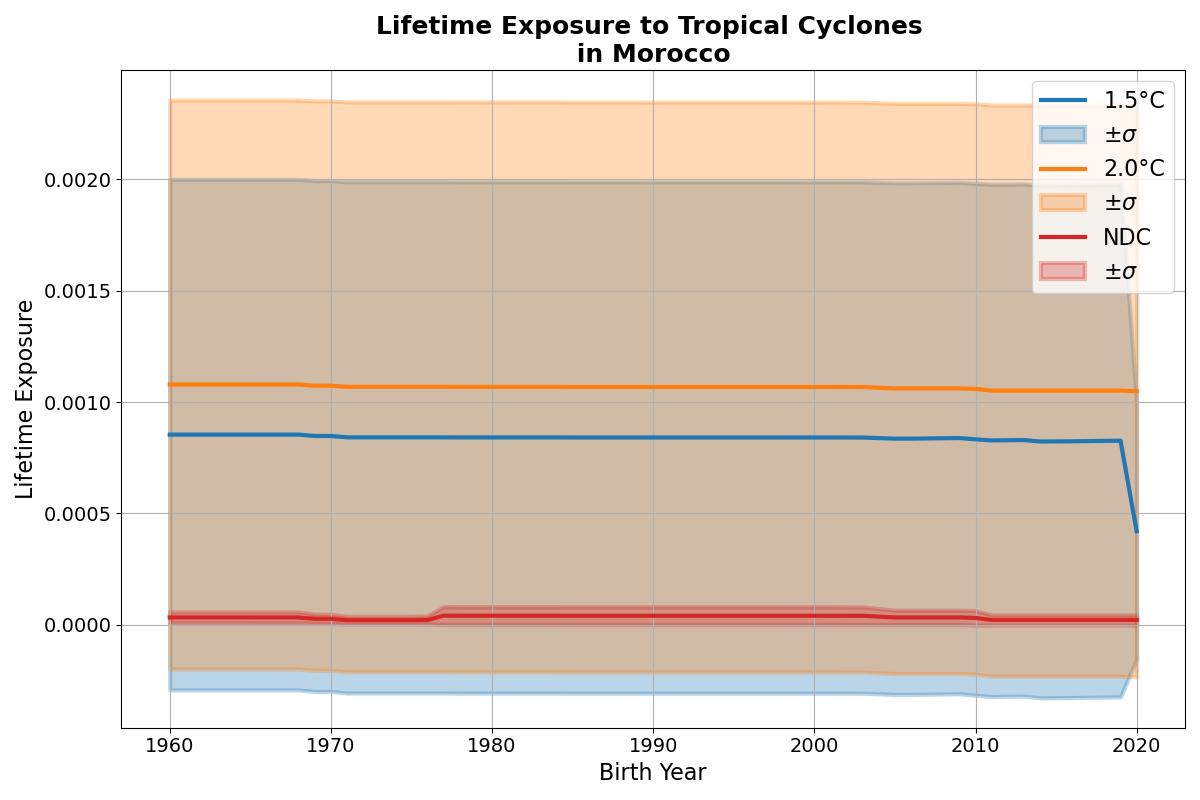 Lifetime Exposure to Tropical Cyclones
in Morocco
1.5°C
±σ
2.0°C
±σ
NDC
±σ
Lifetime Exposure
0.0020
0.0015
0.0010
0.0005
0.0000
1960 1970 1980 1990 2000 2010 2020
Birth Year